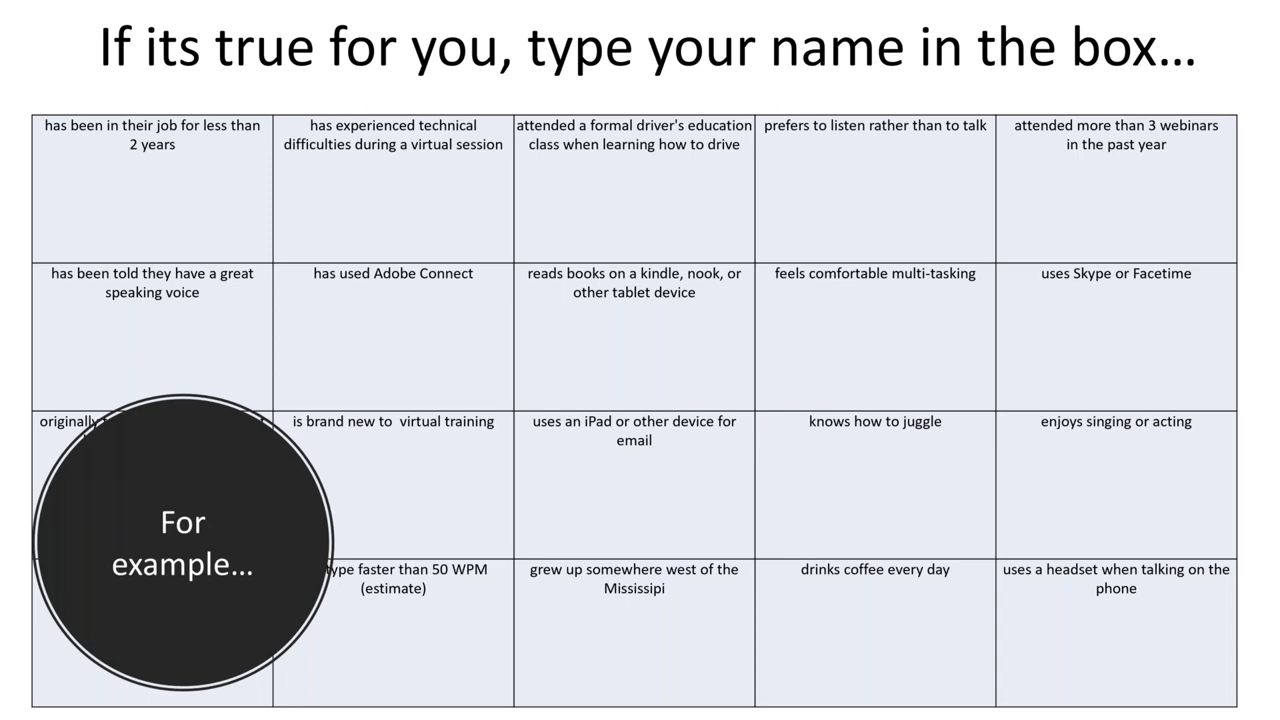 If its true for you, type your name in the box...
has been in their job for less than
2 years
has experienced technical
difficulties during a virtual session
attended a formal driver's education
class when learning how to drive
prefers to listen rather than to talk
attended more than 3 webinars
in the past year
has been told they have a great
speaking voice
has used Adobe Connect
reads books on a kindle, nook, or
other tablet device
feels comfortable multi-tasking
uses Skype or Facetime
originally
is brand new to  virtual training
uses an iPad or other device for
email
knows how to juggle
enjoys singing or acting
For
example...
type faster than 50 WPM
(estimate)
grew up somewhere west of the
Mississipi
drinks coffee every day
uses a headset when talking on the
phone